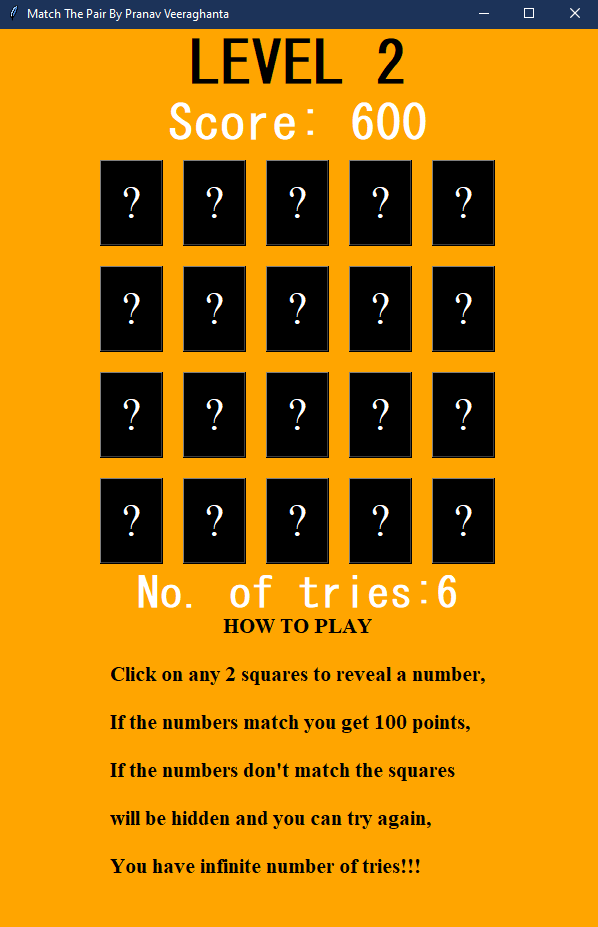 Match The Pair By Pranav Veeraghanta
LEVEL 2
Score: 600
? ? ? ? ?
? ? ? ? ?
? ? ? ? ?
? ? ? ? ?
No. of tries:6
HOW TO PLAY
Click on any 2 squares to reveal a number,
If the numbers match you get 100 points,
If the numbers don't match the squares
will be hidden and you can try again,
You have infinite number of tries!!!